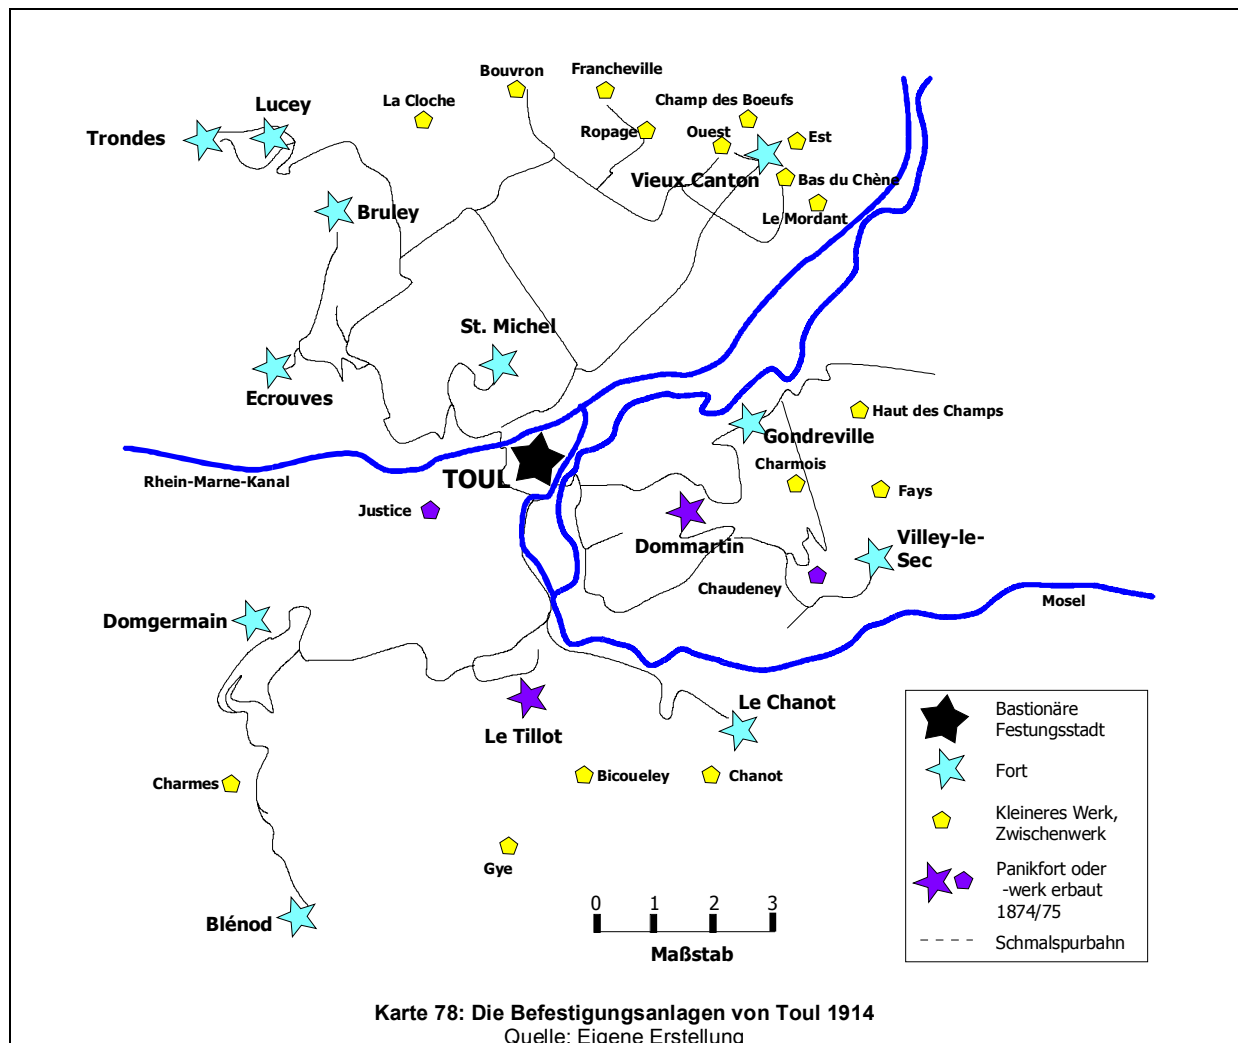 Bouvron
Francheville
La Cloche
Champ des Boeufs
Lucey
Trondes
Ropage
Ouest
Est
Vieux Canton
Bas du Chène
Bruley
Le Mordant
St. Michel
Ecrouves
Haut des Champs
Gondreville
Charmois
TOUL
Rhein-Marne-Kanal
Fays
Justice
Villey-le-
Sec
Dommartin
Chaudeney
Mosel
Domgermain
Le Chanot
Le Tillot
Charmes
Bicoueley
Chanot
Gye
Blénod
Bastionäre
Festungsstadt
Fort
Kleineres Werk,
Zwischenwerk
Panikfort oder
-werk erbaut
1874/75
Schmalspurbahn
0 1 2 3
Maßstab
Karte 78: Die Befestigungsanlagen von Toul 1914
Quelle: Eigene Erstellung